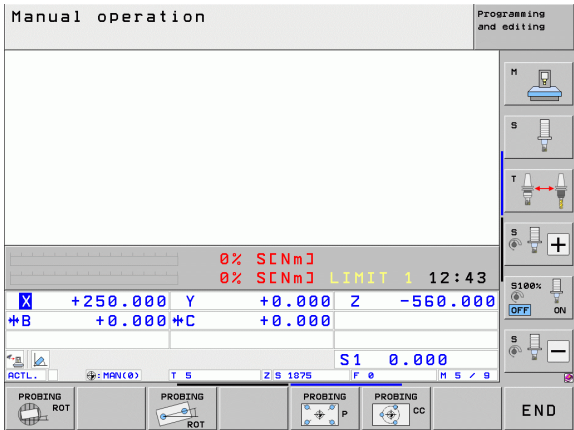 Manual operation
Programming
and editing
M
S
T
S
0% S[Nm]
0% S[Nm] LIMIT 1 12:43
X +250.000 Y +0.000 Z -560.000
B +0.000 C +0.000
S100%
OFF ON
S
S1 0.000
ACTL. : MAN(0) T 5 Z S 1875 F 0 M 5 / 9
PROBING ROT
PROBING ROT
PROBING P
PROBING CC
END